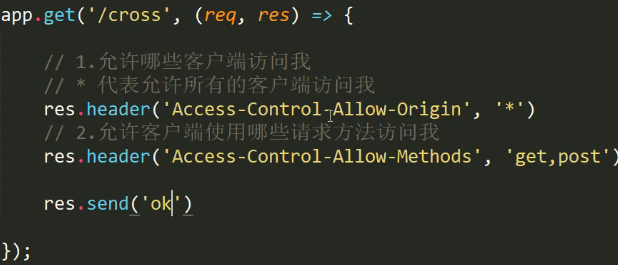 app.get('/cross', (req, res) => {
// 1.允许哪些客户端访问我
// * 代表允许所有的客户端访问我
res.header('Access-Control-Allow-Origin', '*')
// 2.允许客户端使用哪些请求方法访问我
res.header('Access-Control-Allow-Methods', 'get,post')
res.send('ok')
});